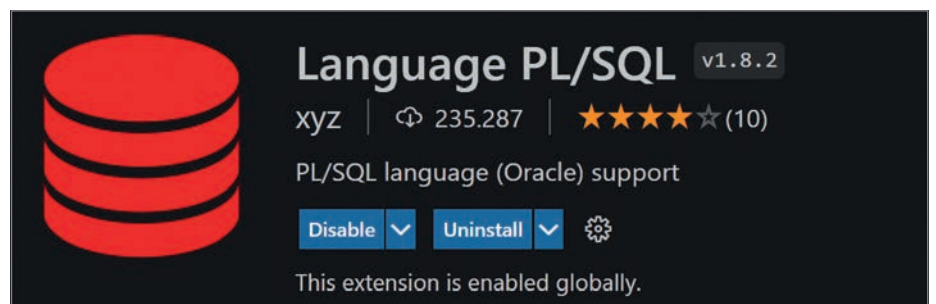 Language PL/SQL v1.8.2
xyz 235.287 (10)
PL/SQL language (Oracle) support
Disable Uninstall
This extension is enabled globally.